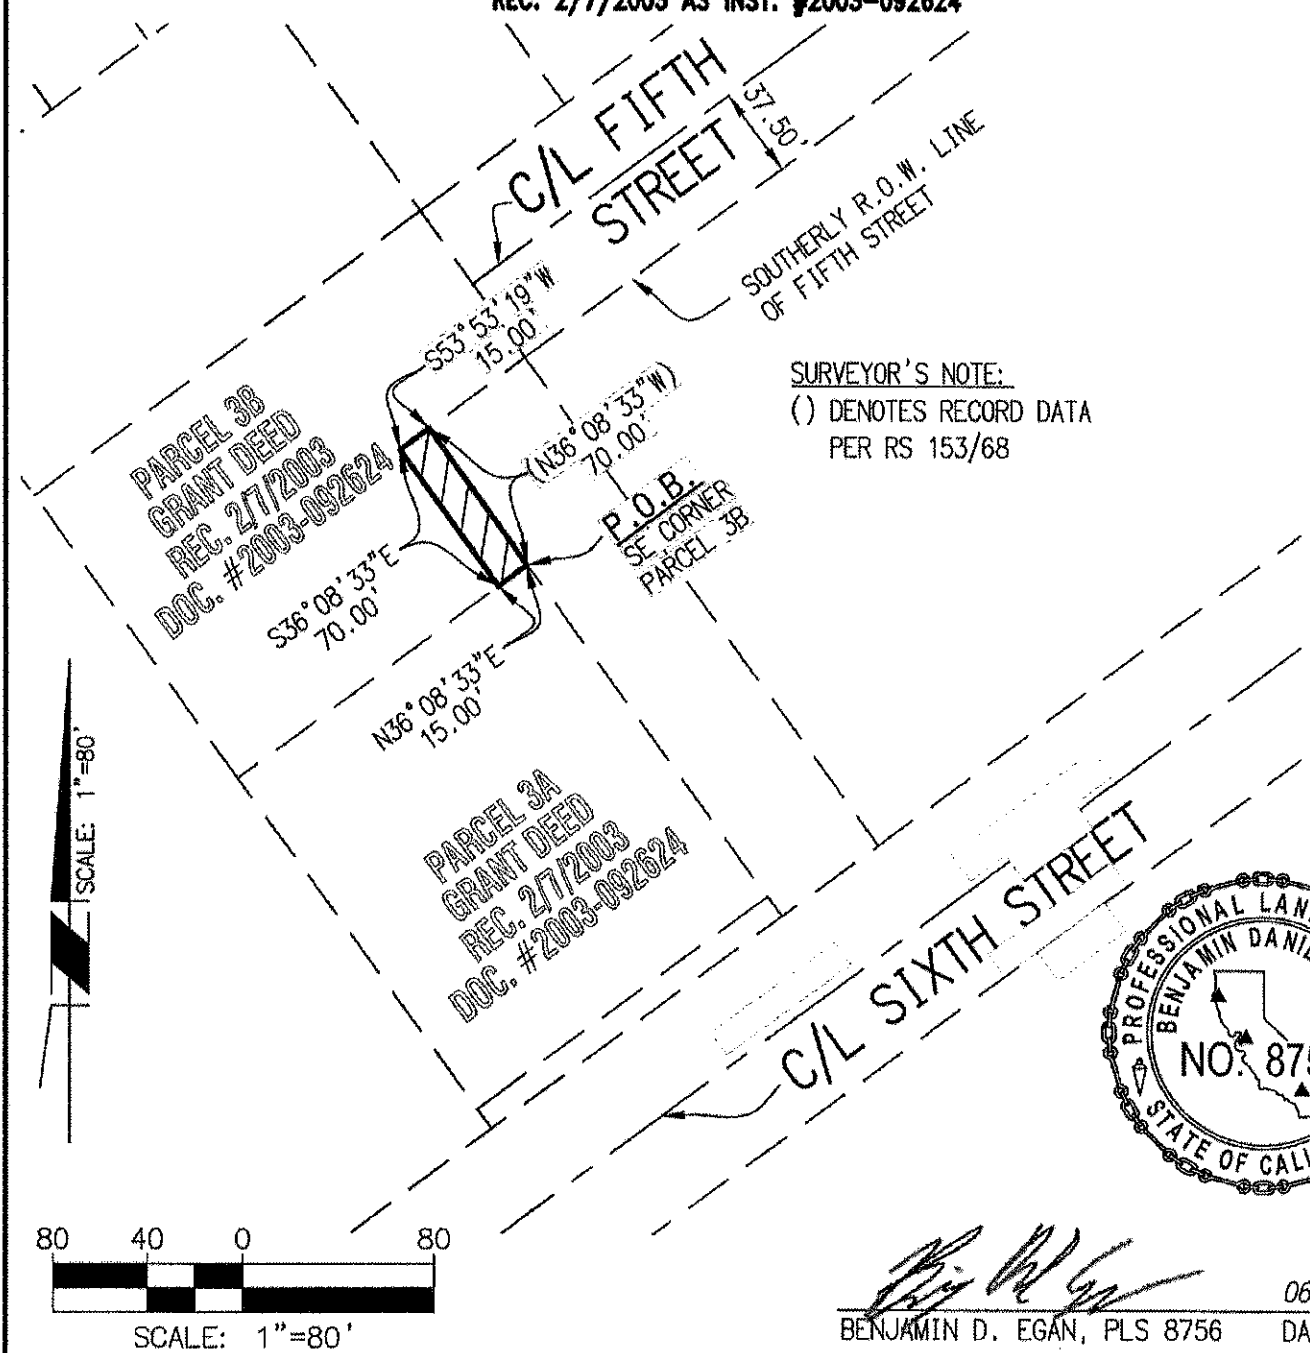 REC. 2/7/2003 AS INST. #2003-092624
C/L FIFTH
STREET
37.50'
SOUTHERLY R.O.W. LINE
OF FIFTH STREET
S53°53'19"W
15.00'
(N36°08'33"W)
70.00'
SURVEYOR'S NOTE:
() DENOTES RECORD DATA
PER RS 153/68
PARCEL 3B
GRANT DEED
REC. 2/7/2003
DOC. #2003-092624
P.O.B.
SE CORNER
PARCEL 3B
S36°08'33"E
70.00'
N36°08'33"E
15.00'
SCALE: 1"=80'
PARCEL 3A
GRANT DEED
REC. 2/7/2003
DOC. #2003-092624
C/L SIXTH STREET
PROFESSIONAL LAN
BENJAMIN DANIE
NO. 875
STATE OF CALI
80 40 0 80
SCALE: 1"=80'
06
BENJAMIN D. EGAN, PLS 8756 DA